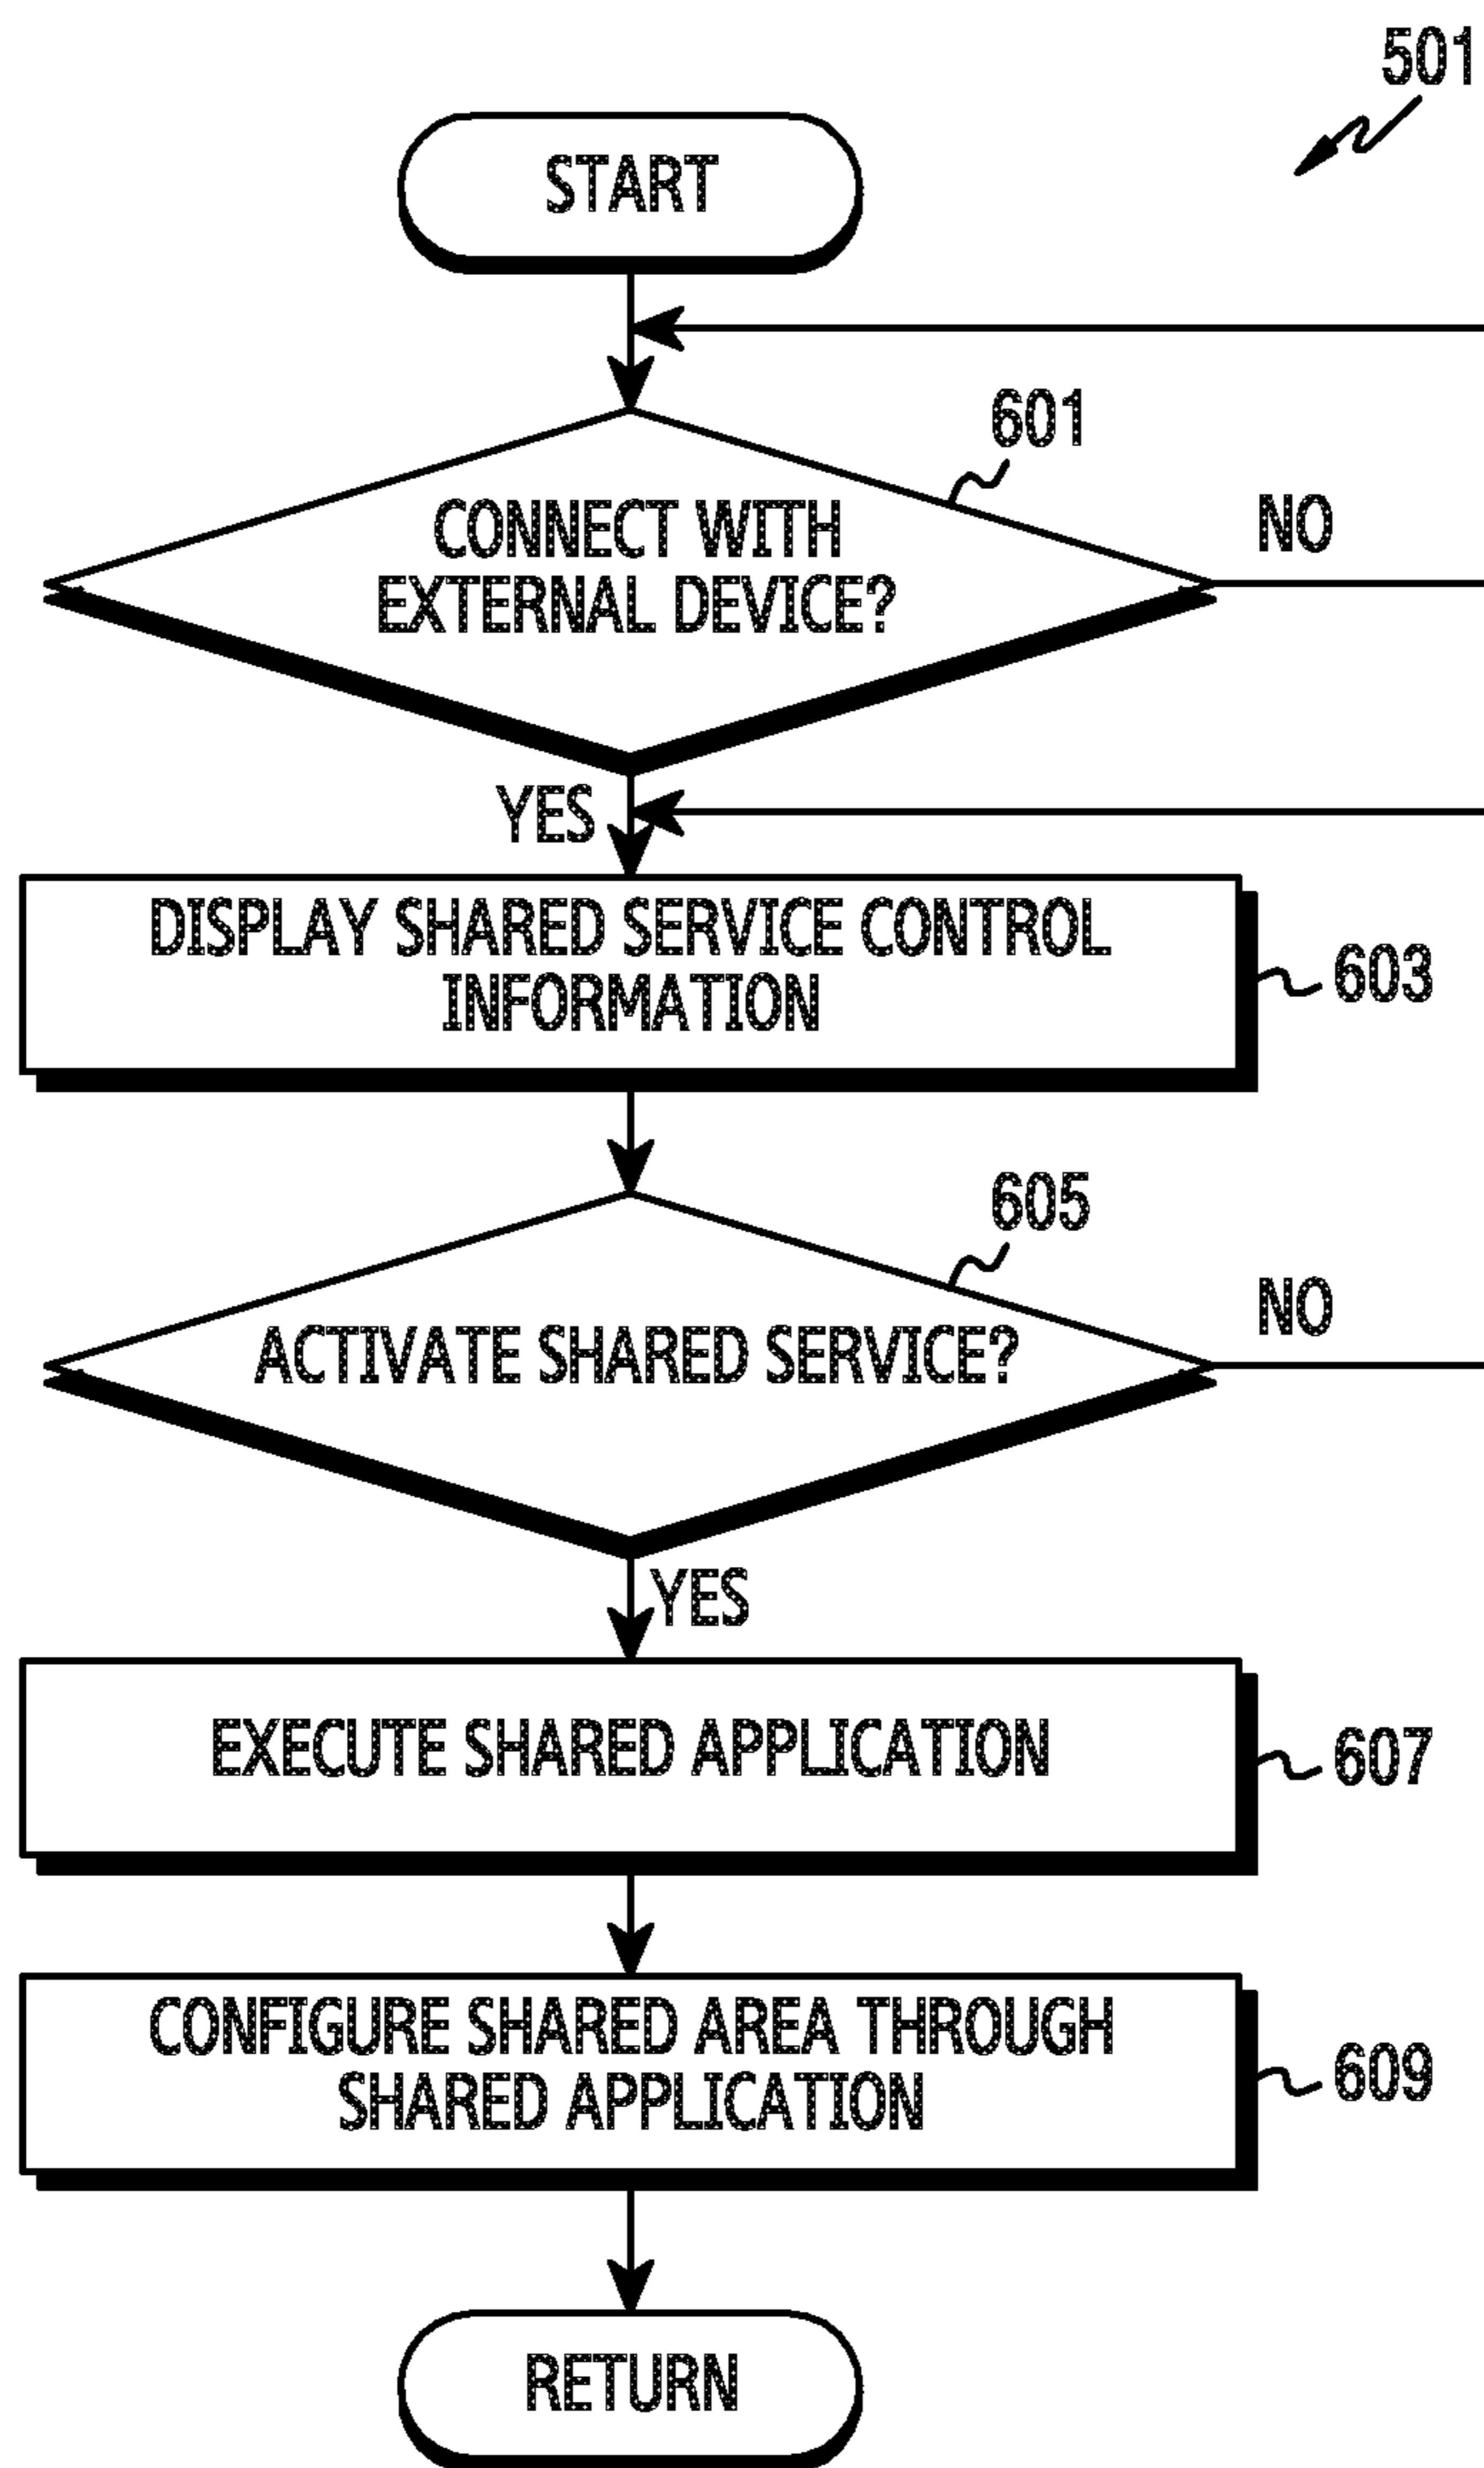 501
START
601
CONNECT WITH
EXTERNAL DEVICE?
NO
YES
DISPLAY SHARED SERVICE CONTROL
INFORMATION
603
605
ACTIVATE SHARED SERVICE?
NO
YES
EXECUTE SHARED APPLICATION
607
CONFIGURE SHARED AREA THROUGH
SHARED APPLICATION
609
RETURN